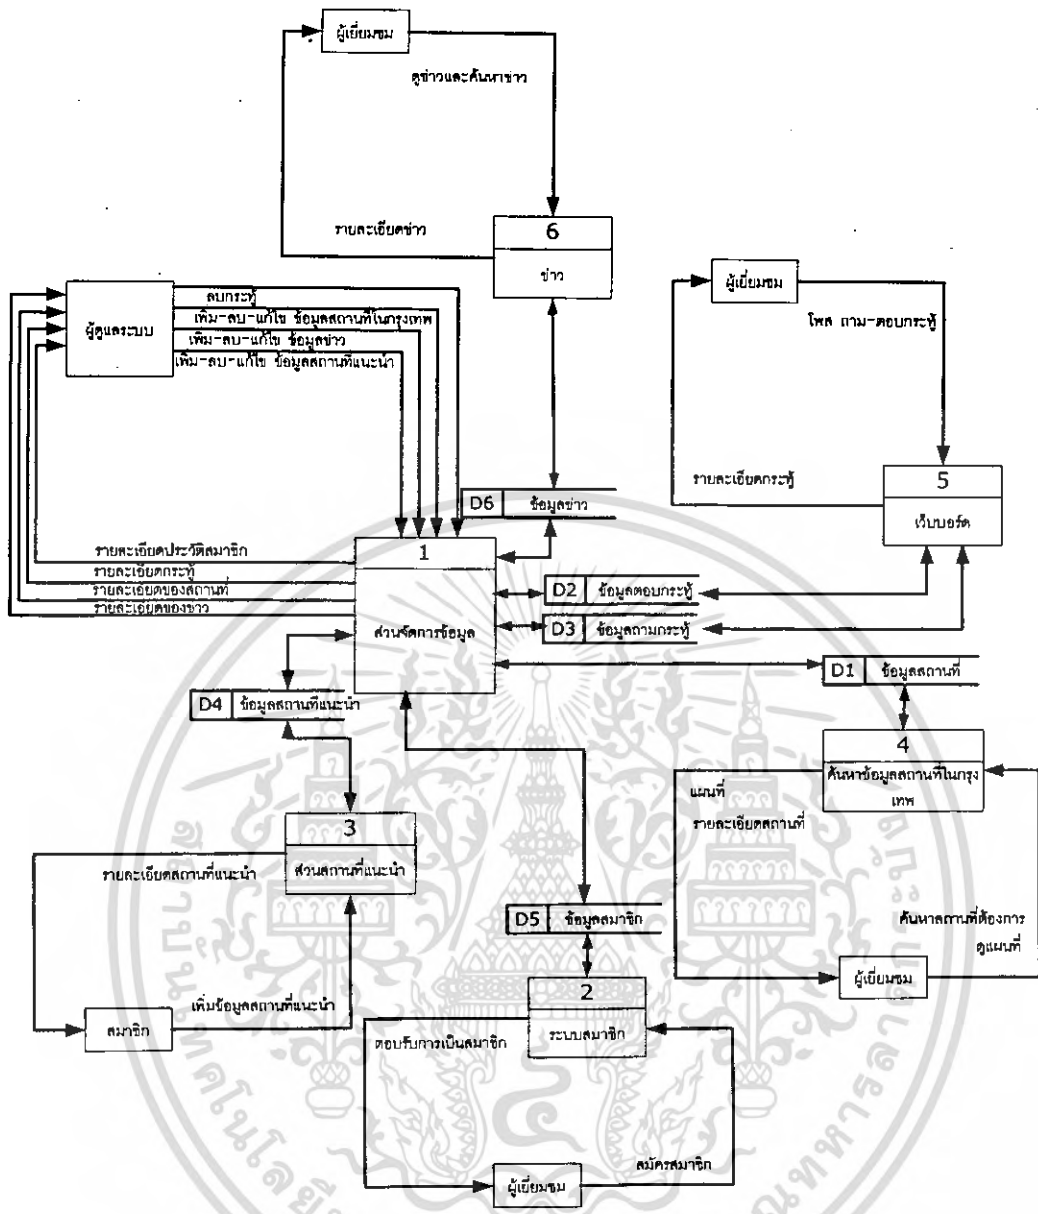 ผู้เยี่ยมชม
ดูข่าวและค้นหาข่าว
รายละเอียดข่าว
6
ข่าว
ผู้เยี่ยมชม
โพส ถาม-ตอบกระทู้
รายละเอียดกระทู้
5
เว็บบอร์ด
ผู้ดูแลระบบ
ลบกระทู้
เพิ่ม-ลบ-แก้ไข ข้อมูลสถานที่ในกรุงเทพ
เพิ่ม-ลบ-แก้ไข ข้อมูลข่าว
เพิ่ม-ลบ-แก้ไข ข้อมูลสถานที่แนะนำ
D6 ข้อมูลข่าว
รายละเอียดประวัติสมาชิก
รายละเอียดกระทู้
รายละเอียดของสถานที่
รายละเอียดของข่าว
1
ส่วนจัดการข้อมูล
D2 ข้อมูลตอบกระทู้
D3 ข้อมูลถามกระทู้
D1 ข้อมูลสถานที่
D4 ข้อมูลสถานที่แนะนำ
4
ค้นหาข้อมูลสถานที่ในกรุง
เทพ
แผนที่
รายละเอียดสถานที่
3
ส่วนสถานที่แนะนำ
รายละเอียดสถานที่แนะนำ
D5 ข้อมูลสมาชิก
ค้นหาสถานที่ต้องการ
ดูแผนที่
ผู้เยี่ยมชม
สมาชิก
เพิ่มข้อมูลสถานที่แนะนำ
2
ระบบสมาชิก
ตอบรับการเป็นสมาชิก
สมัครสมาชิก
ผู้เยี่ยมชม